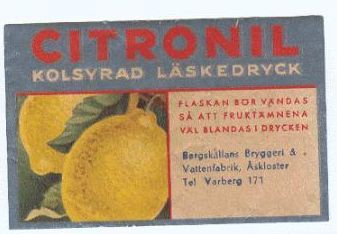 CITRONIL
KOLSYRAD LÄSKEDRYCK
FLASKAN BÖR VÄNDAS
SÅ ATT FRUKTÄMNENA
VÄL BLANDAS I DRYCKEN
Bergskällans Bryggeri &
Vattenfabrik, Åskloster
Tel Varberg 171